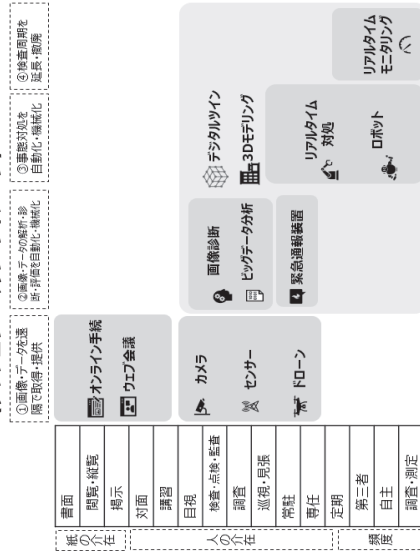 ①画像・データを遠
隔で取得・提供
②画像・データの解析・診
断・評価を自動化・機械化
③事態対処を
自動化・機械化
④検査周期を
延長・撤廃
紙の介在
書面
閲覧・縦覧
掲示
オンライン手続
ウェブ会議
人の介在
対面
講習
目視
検査・点検・監査
調査
巡視・見張
常駐
専任
カメラ
センサー
ドローン
画像診断
ビッグデータ分析
緊急通報装置
デジタルツイン
3Dモデリング
リアルタイム
対処
ロボット
リアルタイム
モニタリング
頻度
定期
第三者
自主
調査・測定